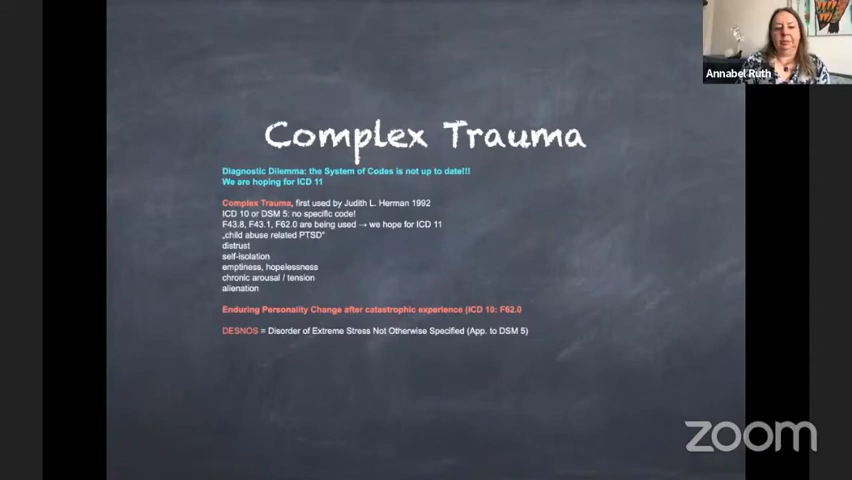 Annabel Ruth
Complex Trauma
Diagnostic Dilemma: the System of Codes is not up to date!!!
We are hoping for ICD 11
Complex Trauma, first used by Judith L. Herman 1992
ICD 10 or DSM 5: no specific code!
F43.8, F43.1, F62.0 are being used → we hope for ICD 11
„child abuse related PTSD“
distrust
self-isolation
emptiness, hopelessness
chronic arousal / tension
alienation
Enduring Personality Change after catastrophic experience (ICD 10: F62.0
DESNOS = Disorder of Extreme Stress Not Otherwise Specified (App. to DSM 5)
zoom